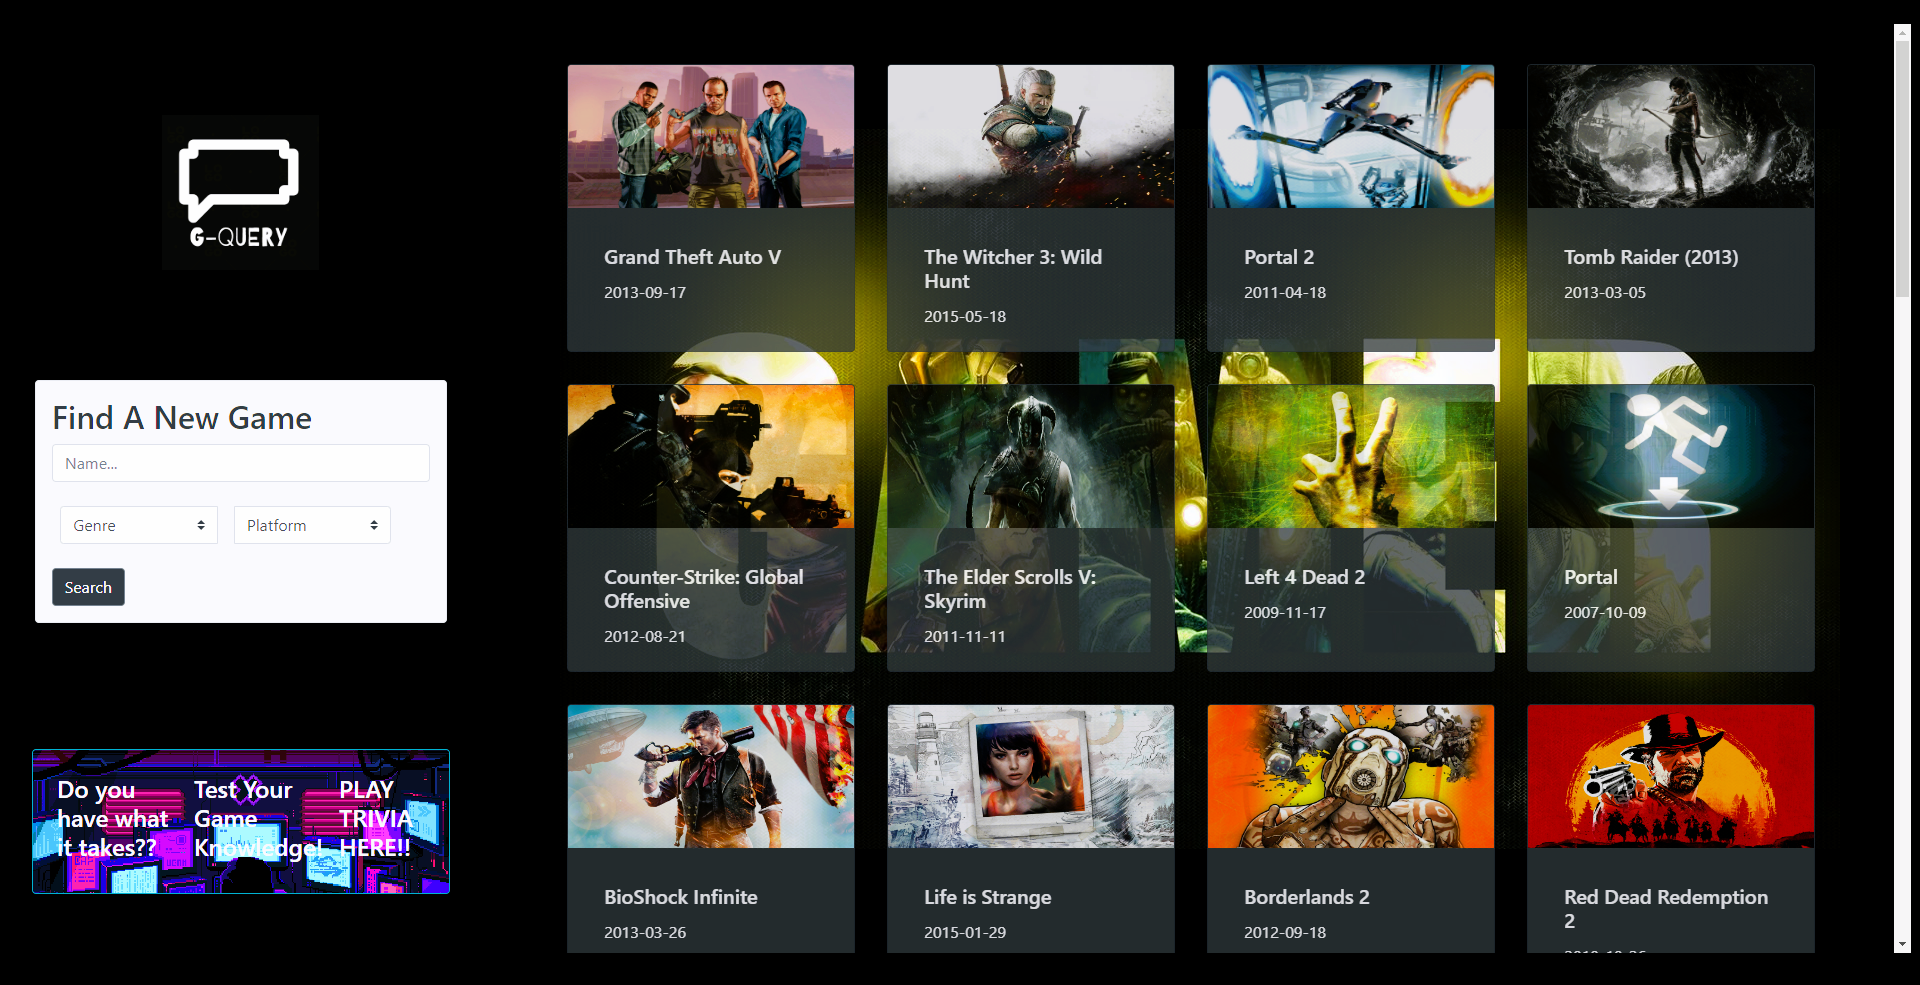 G-QUERY
Find A New Game
Name...
Genre
Platform
Search
Do you
have what
it takes??
Test Your
Game
Knowledge!
PLAY
TRIVIA
HERE!!
Grand Theft Auto V
2013-09-17
The Witcher 3: Wild
Hunt
2015-05-18
Portal 2
2011-04-18
Tomb Raider (2013)
2013-03-05
Counter-Strike: Global
Offensive
2012-08-21
The Elder Scrolls V:
Skyrim
2011-11-11
Left 4 Dead 2
2009-11-17
Portal
2007-10-09
BioShock Infinite
2013-03-26
Life is Strange
2015-01-29
Borderlands 2
2012-09-18
Red Dead Redemption
2